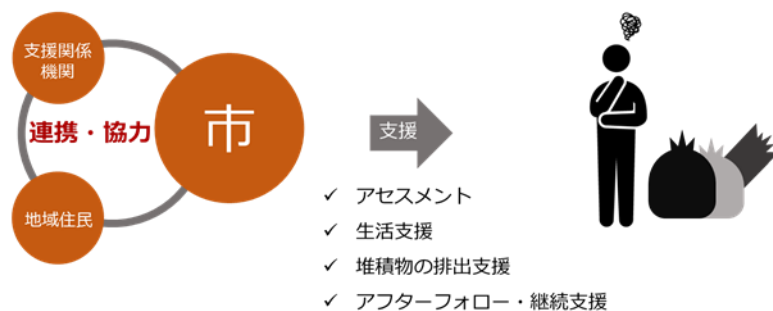 支援関係
機関
連携・協力
市
地域住民
支援
✓ アセスメント
✓ 生活支援
✓ 堆積物の排出支援
✓ アフターフォロー・継続支援